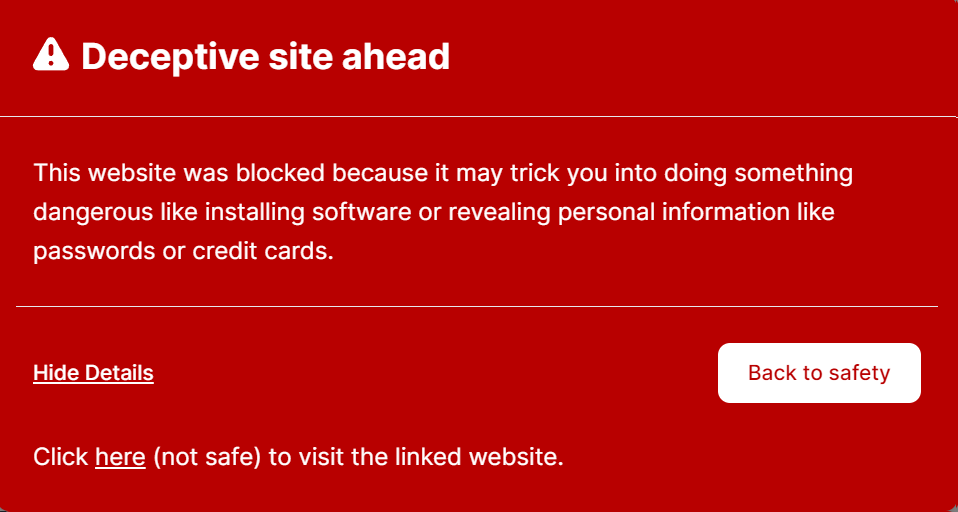 Deceptive site ahead
This website was blocked because it may trick you into doing something
dangerous like installing software or revealing personal information like
passwords or credit cards.
Hide Details
Back to safety
Click here (not safe) to visit the linked website.